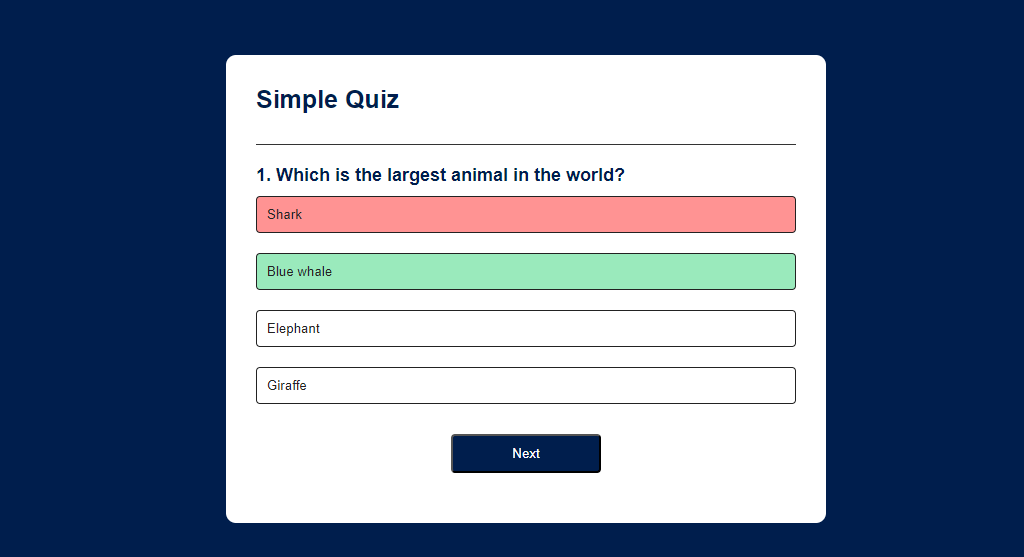 Simple Quiz
1. Which is the largest animal in the world?
Shark
Blue whale
Elephant
Giraffe
Next